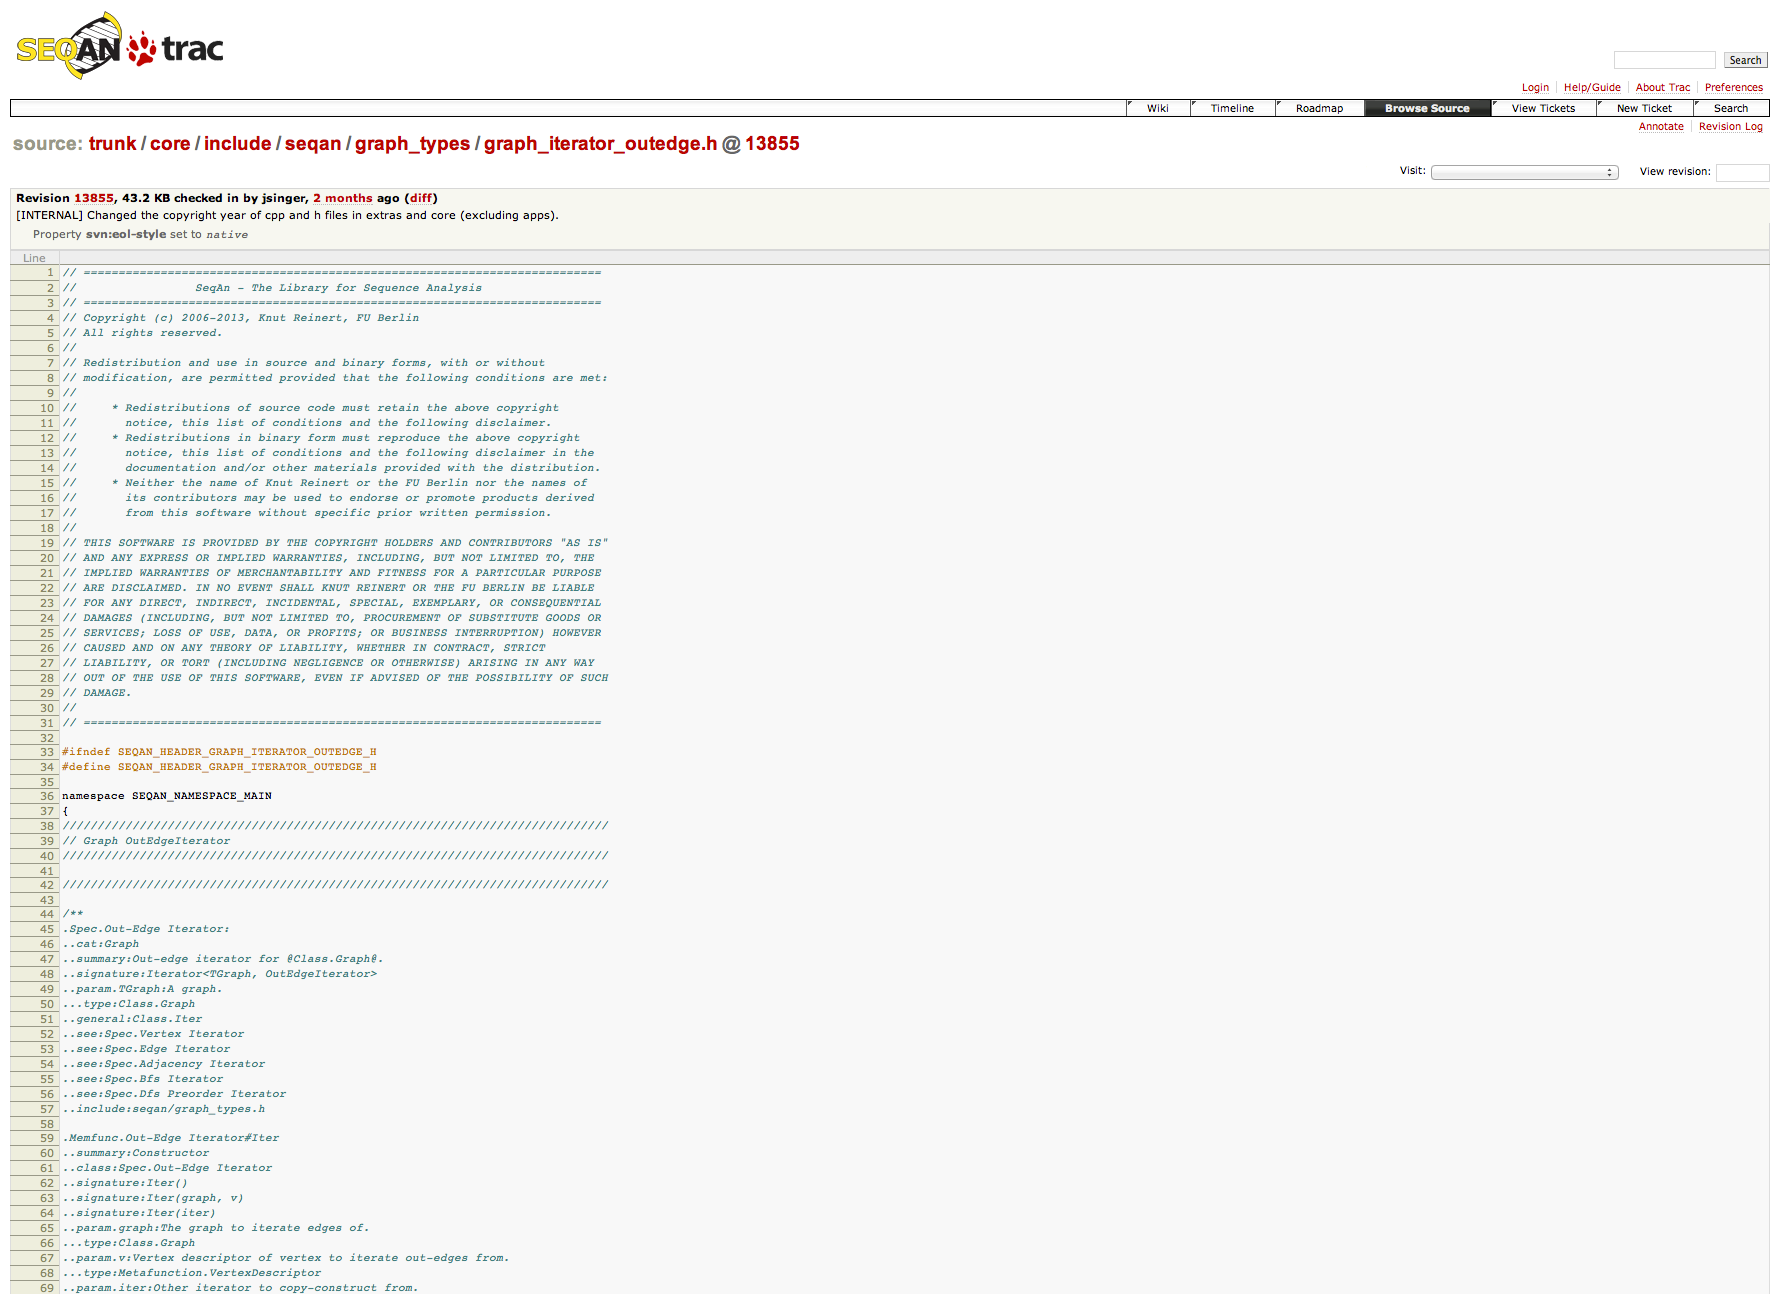 SEQAN trac
Search
Login Help/Guide About Trac Preferences
Wiki Timeline Roadmap Browse Source View Tickets New Ticket Search
Annotate Revision Log
source: trunk / core / include / seqan / graph_types / graph_iterator_outedge.h @ 13855
Visit: View revision:
Revision 13855, 43.2 KB checked in by jsinger, 2 months ago (diff)
[INTERNAL] Changed the copyright year of cpp and h files in extras and core (excluding apps).
Property svn:eol-style set to native
Line
1 // ==========================================================================
2 //                 SeqAn - The Library for Sequence Analysis
3 // ==========================================================================
4 // Copyright (c) 2006-2013, Knut Reinert, FU Berlin
5 // All rights reserved.
6 //
7 // Redistribution and use in source and binary forms, with or without
8 // modification, are permitted provided that the following conditions are met:
9 //
10 //     * Redistributions of source code must retain the above copyright
11 //       notice, this list of conditions and the following disclaimer.
12 //     * Redistributions in binary form must reproduce the above copyright
13 //       notice, this list of conditions and the following disclaimer in the
14 //       documentation and/or other materials provided with the distribution.
15 //     * Neither the name of Knut Reinert or the FU Berlin nor the names of
16 //       its contributors may be used to endorse or promote products derived
17 //       from this software without specific prior written permission.
18 //
19 // THIS SOFTWARE IS PROVIDED BY THE COPYRIGHT HOLDERS AND CONTRIBUTORS "AS IS"
20 // AND ANY EXPRESS OR IMPLIED WARRANTIES, INCLUDING, BUT NOT LIMITED TO, THE
21 // IMPLIED WARRANTIES OF MERCHANTABILITY AND FITNESS FOR A PARTICULAR PURPOSE
22 // ARE DISCLAIMED. IN NO EVENT SHALL KNUT REINERT OR THE FU BERLIN BE LIABLE
23 // FOR ANY DIRECT, INDIRECT, INCIDENTAL, SPECIAL, EXEMPLARY, OR CONSEQUENTIAL
24 // DAMAGES (INCLUDING, BUT NOT LIMITED TO, PROCUREMENT OF SUBSTITUTE GOODS OR
25 // SERVICES; LOSS OF USE, DATA, OR PROFITS; OR BUSINESS INTERRUPTION) HOWEVER
26 // CAUSED AND ON ANY THEORY OF LIABILITY, WHETHER IN CONTRACT, STRICT
27 // LIABILITY, OR TORT (INCLUDING NEGLIGENCE OR OTHERWISE) ARISING IN ANY WAY
28 // OUT OF THE USE OF THIS SOFTWARE, EVEN IF ADVISED OF THE POSSIBILITY OF SUCH
29 // DAMAGE.
30 //
31 // ==========================================================================
32
33 #ifndef SEQAN_HEADER_GRAPH_ITERATOR_OUTEDGE_H
34 #define SEQAN_HEADER_GRAPH_ITERATOR_OUTEDGE_H
35
36 namespace SEQAN_NAMESPACE_MAIN
37 {
38 //////////////////////////////////////////////////////////////////////////////
39 // Graph OutEdgeIterator
40 //////////////////////////////////////////////////////////////////////////////
41
42 //////////////////////////////////////////////////////////////////////////////
43
44 /**
45 .Spec.Out-Edge Iterator:
46 ..cat:Graph
47 ..summary:Out-edge iterator for @Class.Graph@.
48 ..signature:Iterator<TGraph, OutEdgeIterator>
49 ..param.TGraph:A graph.
50 ...type:Class.Graph
51 ..general:Class.Iter
52 ..see:Spec.Vertex Iterator
53 ..see:Spec.Edge Iterator
54 ..see:Spec.Adjacency Iterator
55 ..see:Spec.Bfs Iterator
56 ..see:Spec.Dfs Preorder Iterator
57 ..include:seqan/graph_types.h
58
59 .Memfunc.Out-Edge Iterator#Iter
60 ..summary:Constructor
61 ..class:Spec.Out-Edge Iterator
62 ..signature:Iter()
63 ..signature:Iter(graph, v)
64 ..signature:Iter(iter)
65 ..param.graph:The graph to iterate edges of.
66 ...type:Class.Graph
67 ..param.v:Vertex descriptor of vertex to iterate out-edges from.
68 ...type:Metafunction.VertexDescriptor
69 ..param.iter:Other iterator to copy-construct from.